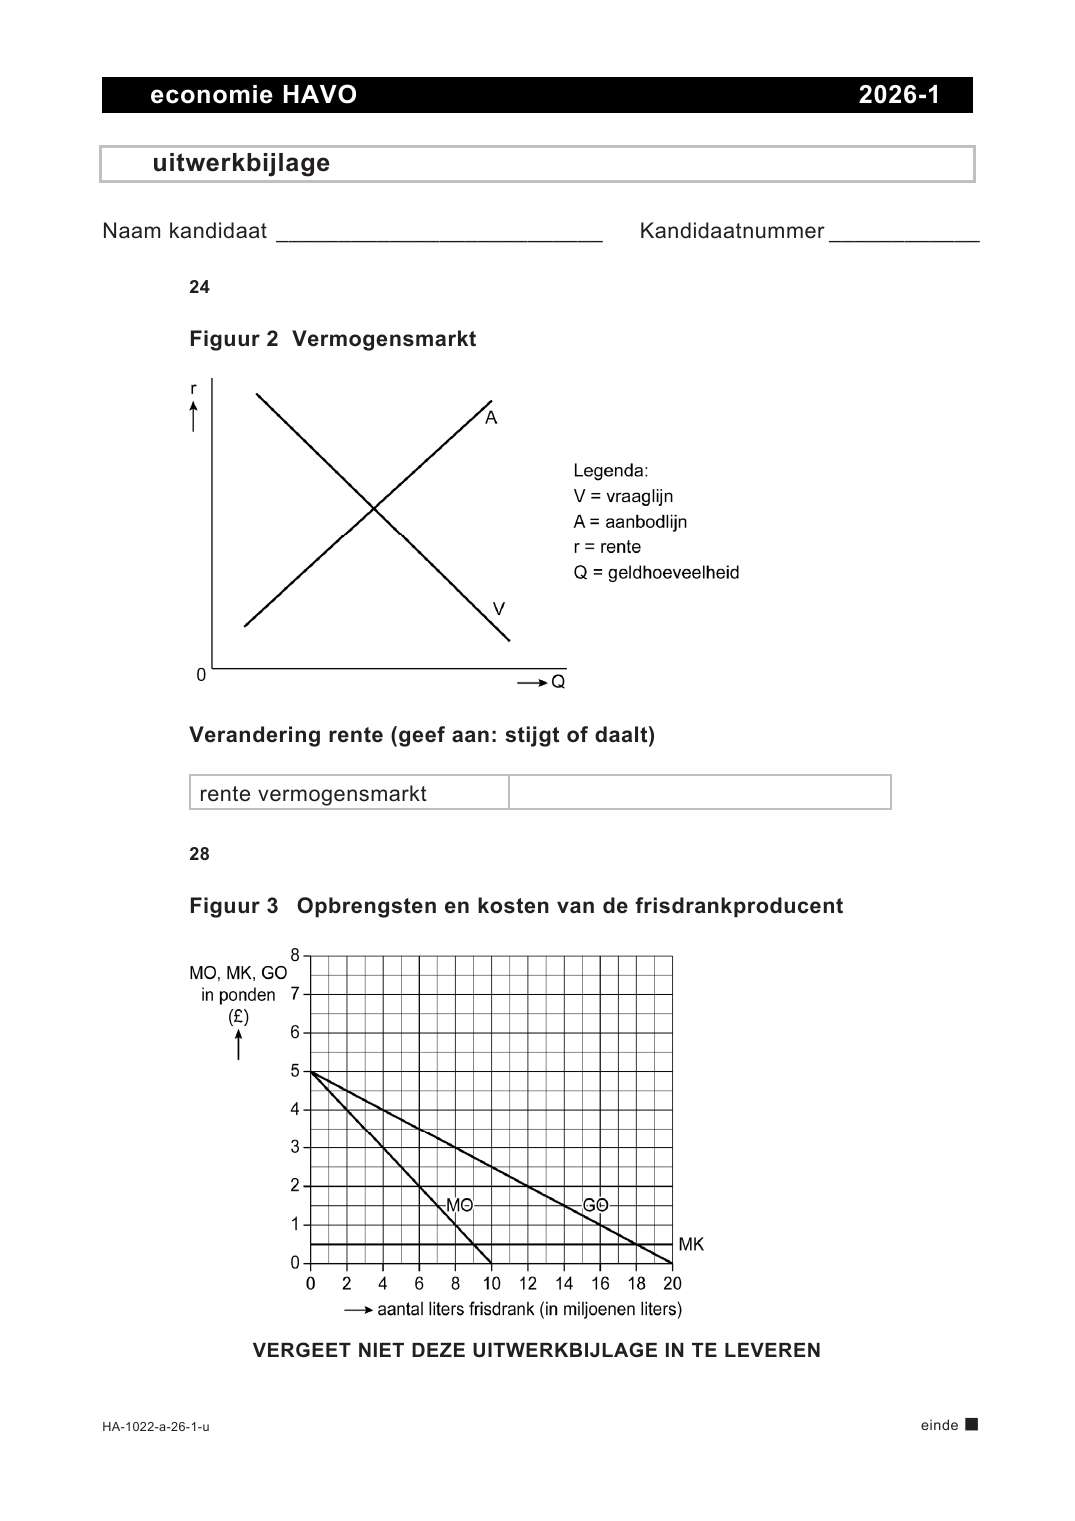 economie HAVO 2026-1
uitwerkbijlage
Naam kandidaat __________________________ Kandidaatnummer ____________
24
Figuur 2 Vermogensmarkt
r
A
Legenda:
V = vraaglijn
A = aanbodlijn
r = rente
Q = geldhoeveelheid
V
0
Q
Verandering rente (geef aan: stijgt of daalt)
rente vermogensmarkt
28
Figuur 3 Opbrengsten en kosten van de frisdrankproducent
MO, MK, GO
in ponden
(£)
8
7
6
5
4
3
2
1
0
MO
GO
MK
0 2 4 6 8 10 12 14 16 18 20
aantal liters frisdrank (in miljoenen liters)
VERGEET NIET DEZE UITWERKBIJLAGE IN TE LEVEREN
HA-1022-a-26-1-u einde